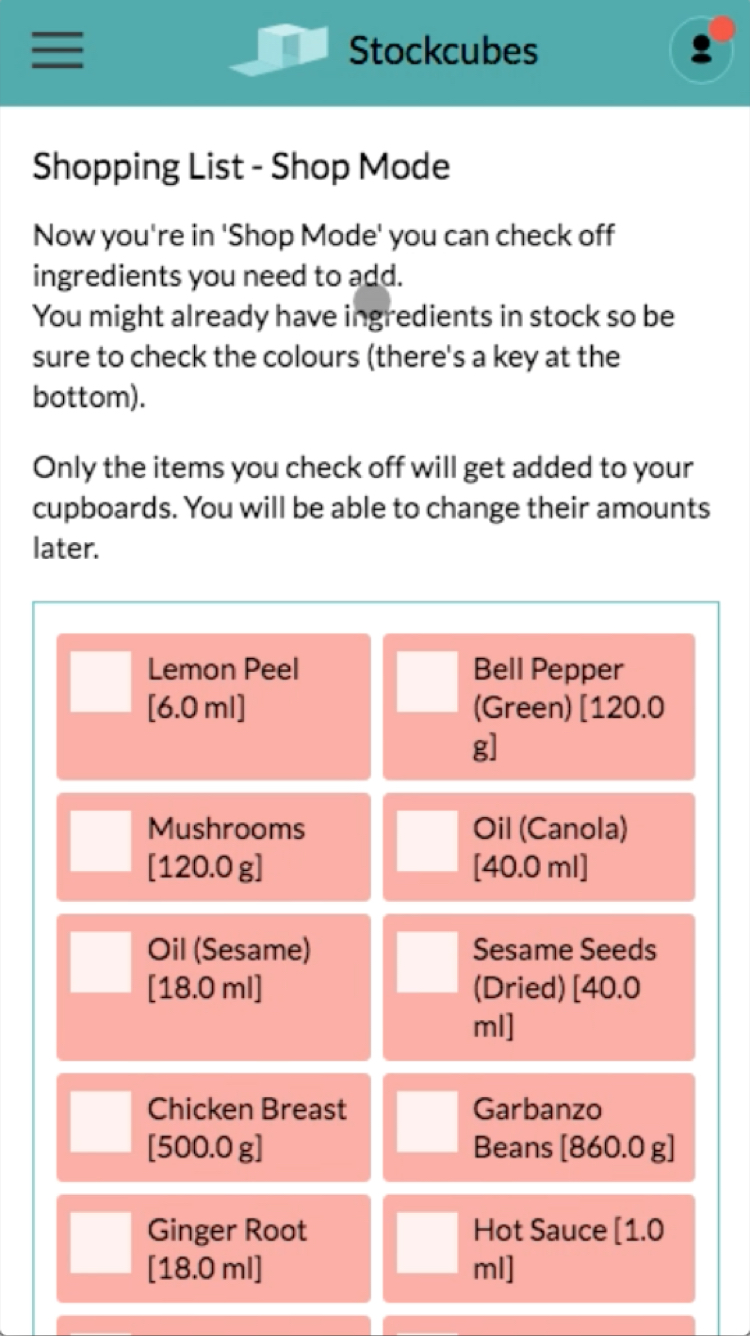 Stockcubes
Shopping List - Shop Mode
Now you're in 'Shop Mode' you can check off
ingredients you need to add.
You might already have ingredients in stock so be
sure to check the colours (there's a key at the
bottom).
Only the items you check off will get added to your
cupboards. You will be able to change their amounts
later.
Lemon Peel
[6.0 ml]
Bell Pepper
(Green) [120.0
g]
Mushrooms
[120.0 g]
Oil (Canola)
[40.0 ml]
Oil (Sesame)
[18.0 ml]
Sesame Seeds
(Dried) [40.0
ml]
Chicken Breast
[500.0 g]
Garbanzo
Beans [860.0 g]
Ginger Root
[18.0 ml]
Hot Sauce [1.0
ml]